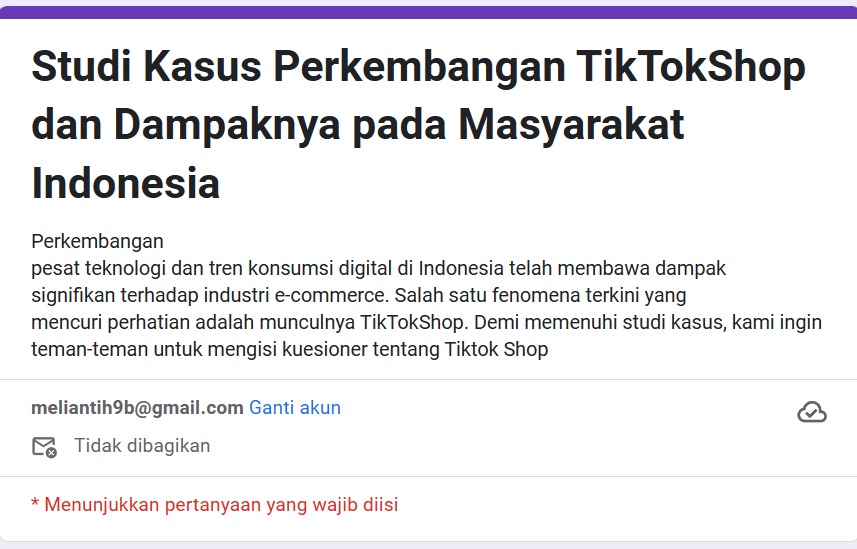 Studi Kasus Perkembangan TikTokShop
dan Dampaknya pada Masyarakat
Indonesia
Perkembangan
pesat teknologi dan tren konsumsi digital di Indonesia telah membawa dampak
signifikan terhadap industri e-commerce. Salah satu fenomena terkini yang
mencuri perhatian adalah munculnya TikTokShop. Demi memenuhi studi kasus, kami ingin
teman-teman untuk mengisi kuesioner tentang Tiktok Shop
meliantih9b@gmail.com Ganti akun
Tidak dibagikan
* Menunjukkan pertanyaan yang wajib diisi